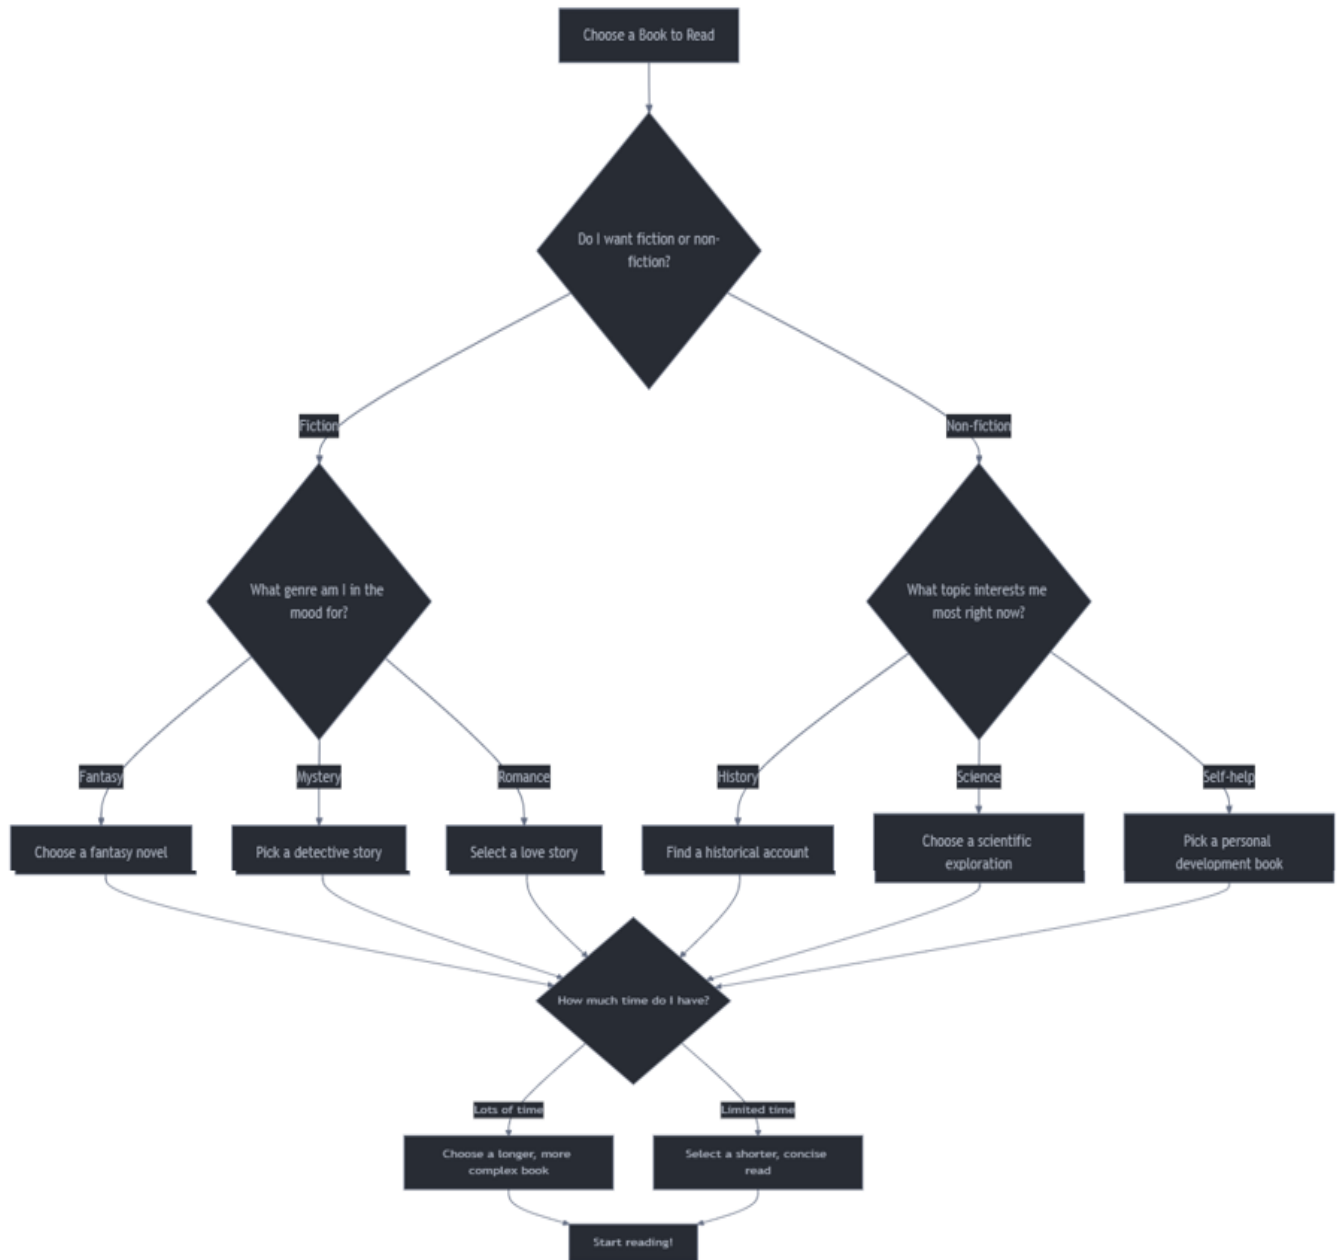 Choose a Book to Read
Do I want fiction or non-
fiction?
Fiction
Non-fiction
What genre am I in the
mood for?
What topic interests me
most right now?
Fantasy
Mystery
Romance
History
Science
Self-help
Choose a fantasy novel
Pick a detective story
Select a love story
Find a historical account
Choose a scientific
exploration
Pick a personal
development book
How much time do I have?
Lots of time
Limited time
Choose a longer, more
complex book
Select a shorter, concise
read
Start reading!